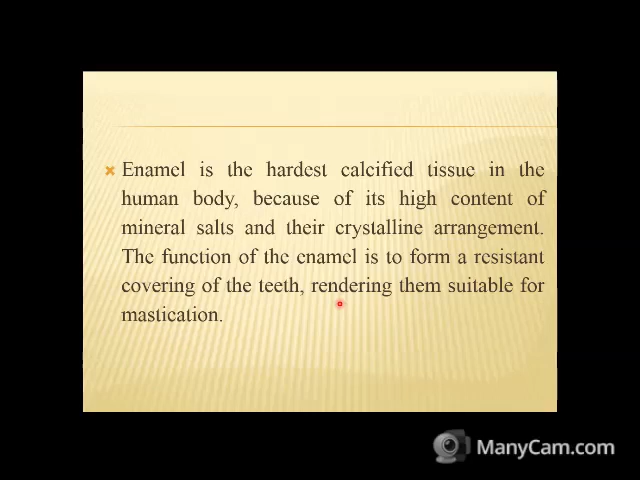 Enamel is the hardest calcified tissue in the
human body, because of its high content of
mineral salts and their crystalline arrangement.
The function of the enamel is to form a resistant
covering of the teeth, rendering them suitable for
mastication.
ManyCam.com